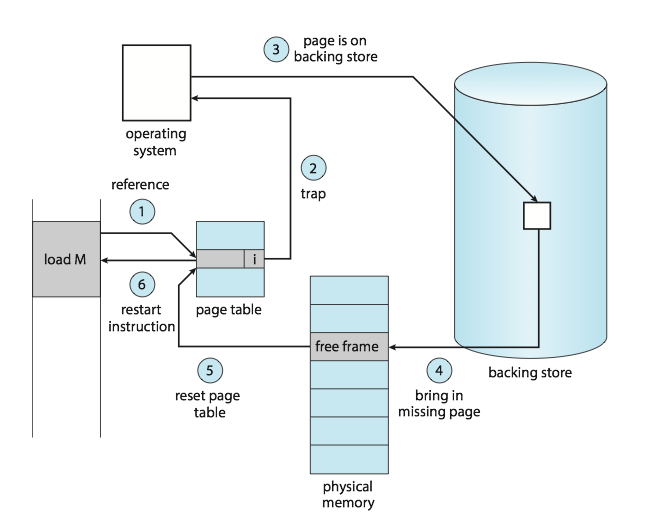 3
page is on
backing store
operating
system
2
trap
reference
1
load M
i
6
restart
instruction
page table
free frame
5
reset page
table
4
bring in
missing page
backing store
physical
memory